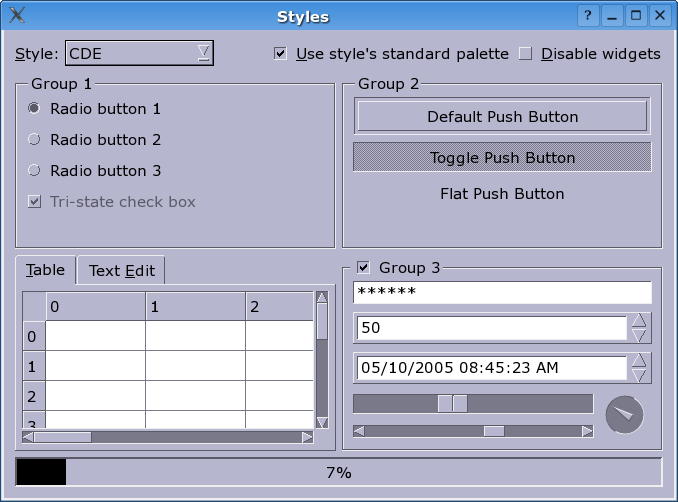 Styles
Style: CDE
Use style's standard palette
Disable widgets
Group 1
Radio button 1
Radio button 2
Radio button 3
Tri-state check box
Group 2
Default Push Button
Toggle Push Button
Flat Push Button
Table
Text Edit
0 1 2
0
1
2
3
Group 3
******
50
05/10/2005 08:45:23 AM
7%